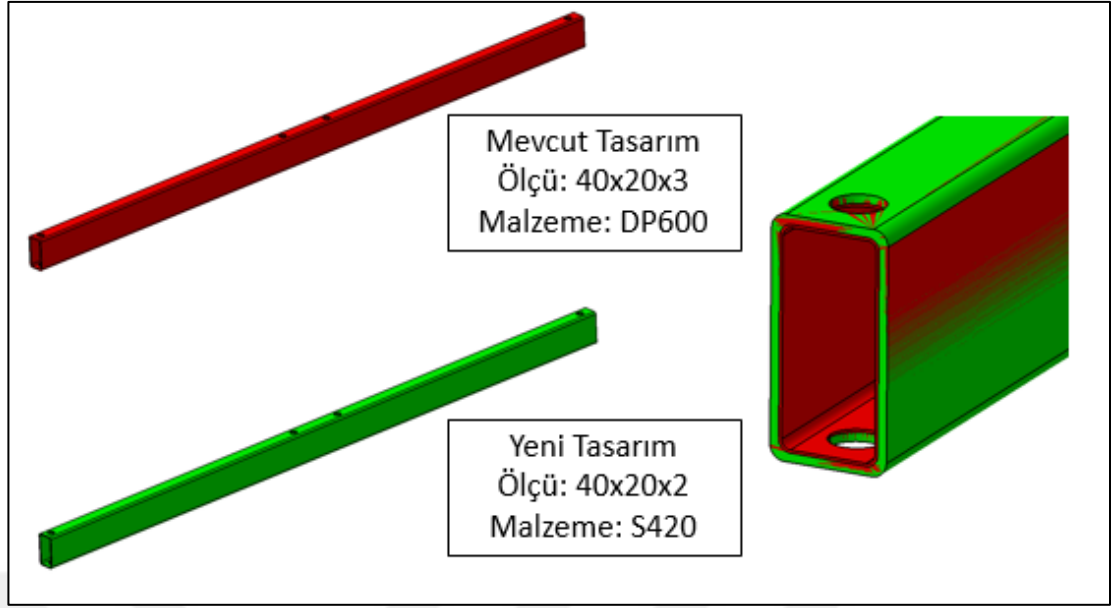 Mevcut Tasarım
Ölçü: 40x20x3
Malzeme: DP600
Yeni Tasarım
Ölçü: 40x20x2
Malzeme: S420